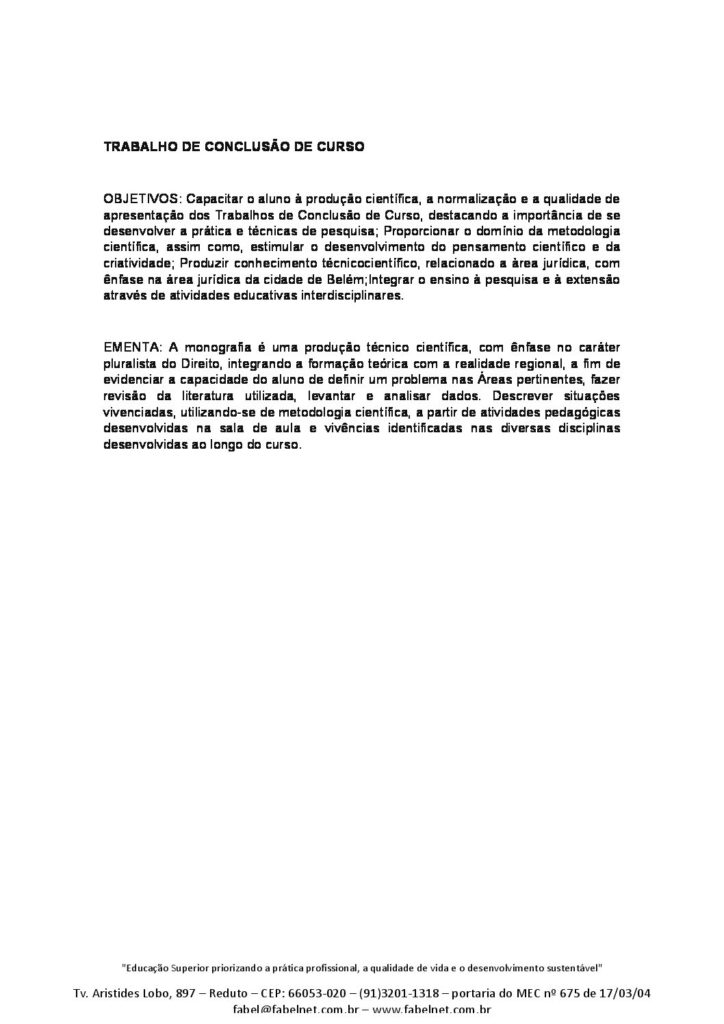 TRABALHO DE CONCLUSÃO DE CURSO
OBJETIVOS: Capacitar o aluno à produção científica, a normalização e a qualidade de
apresentação dos Trabalhos de Conclusão de Curso, destacando a importância de se
desenvolver a prática e técnicas de pesquisa; Proporcionar o domínio da metodologia
científica, assim como, estimular o desenvolvimento do pensamento científico e da
criatividade; Produzir conhecimento técnicocientífico, relacionado a área jurídica, com
ênfase na área jurídica da cidade de Belém;Integrar o ensino à pesquisa e à extensão
através de atividades educativas interdisciplinares.
EMENTA: A monografia é uma produção técnico científica, com ênfase no caráter
pluralista do Direito, integrando a formação teórica com a realidade regional, a fim de
evidenciar a capacidade do aluno de definir um problema nas Áreas pertinentes, fazer
revisão da literatura utilizada, levantar e analisar dados. Descrever situações
vivenciadas, utilizando-se de metodologia científica, a partir de atividades pedagógicas
desenvolvidas na sala de aula e vivências identificadas nas diversas disciplinas
desenvolvidas ao longo do curso.
"Educação Superior priorizando a prática profissional, a qualidade de vida e o desenvolvimento sustentável"
Tv. Aristides Lobo, 897 – Reduto – CEP: 66053-020 – (91)3201-1318 – portaria do MEC nº 675 de 17/03/04
fabel@fabelnet.com.br – www.fabelnet.com.br